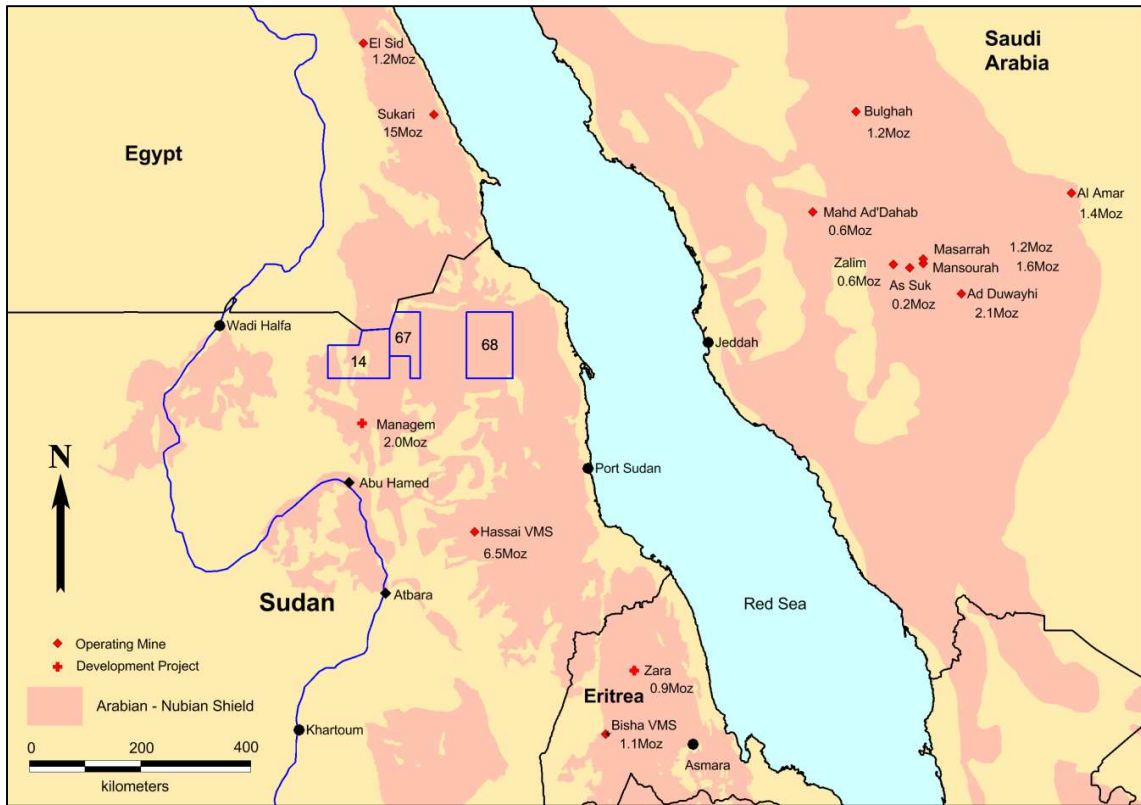 El Sid
1.2Moz
Saudi
Arabia
Sukari
15Moz
Bulghah
1.2Moz
Egypt
Al Amar
1.4Moz
Mahd Ad'Dahab
0.6Moz
Masarrah 1.2Moz
Zalim Mansourah 1.6Moz
0.6Moz As Suk
0.2Moz
Ad Duwayhi
2.1Moz
Wadi Halfa
67
68
14
Jeddah
Managem
2.0Moz
N
Port Sudan
Abu Hamed
Hassai VMS
6.5Moz
Sudan
Atbara
Red Sea
Operating Mine
Development Project
Zara
0.9Moz
Eritrea
Arabian - Nubian Shield
Bisha VMS
1.1Moz
Khartoum
Asmara
0 200 400
kilometers